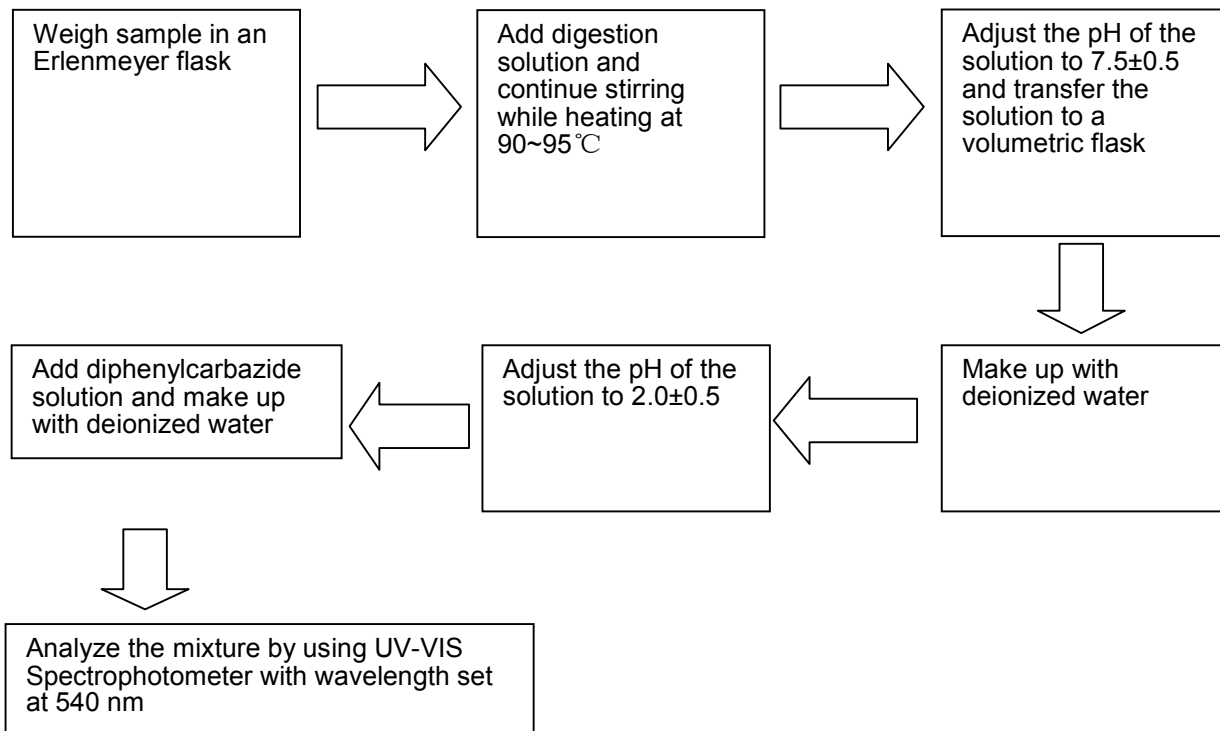 Weigh sample in an
Erlenmeyer flask
Add digestion
solution and
continue stirring
while heating at
90~95℃
Adjust the pH of the
solution to 7.5±0.5
and transfer the
solution to a
volumetric flask
Make up with
deionized water
Adjust the pH of the
solution to 2.0±0.5
Add diphenylcarbazide
solution and make up
with deionized water
Analyze the mixture by using UV-VIS
Spectrophotometer with wavelength set
at 540 nm